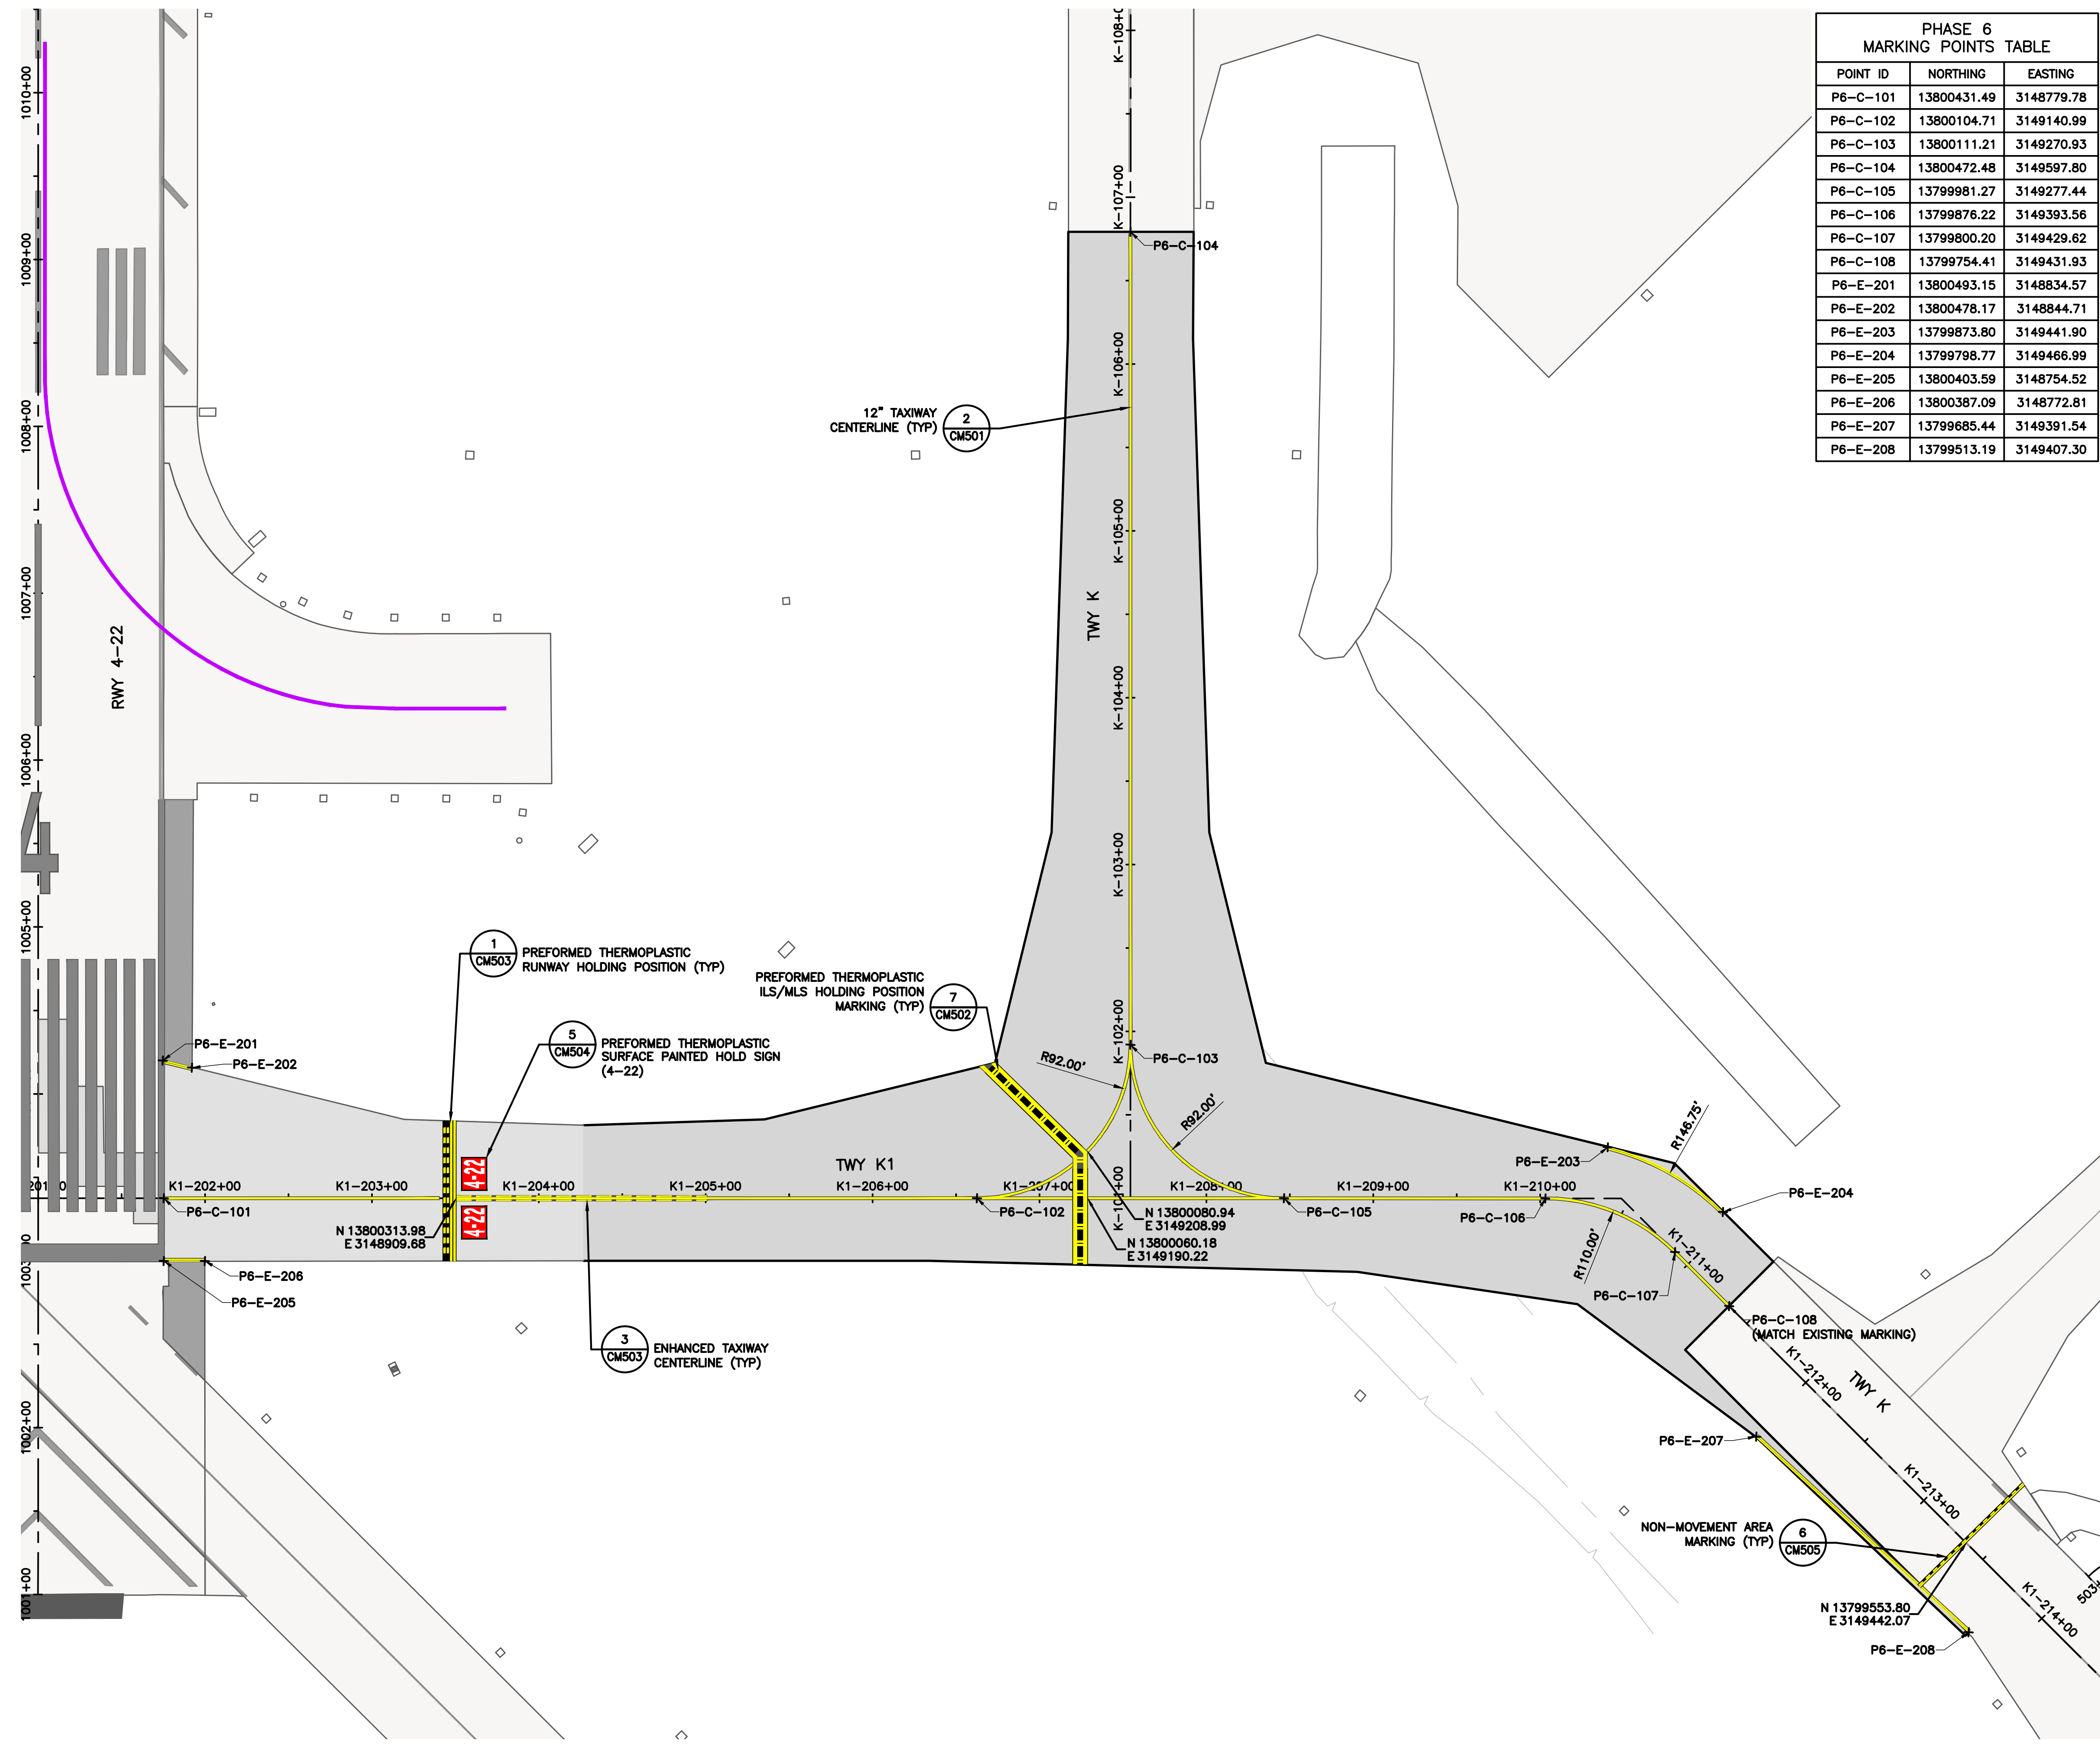 PHASE 6
MARKING POINTS TABLE
POINT ID NORTHING EASTING
P6-C-101 13800431.49 3148779.78
P6-C-102 13800104.71 3149140.99
P6-C-103 13800111.21 3149270.93
P6-C-104 13800472.48 3149597.80
P6-C-105 13799981.27 3149277.44
P6-C-106 13799876.22 3149393.56
P6-C-107 13799800.20 3149429.62
P6-C-108 13799754.41 3149431.93
P6-E-201 13800493.15 3148834.57
P6-E-202 13800478.17 3148844.71
P6-E-203 13799873.80 3149441.90
P6-E-204 13799798.77 3149466.99
P6-E-205 13800403.59 3148754.52
P6-E-206 13800387.09 3148772.81
P6-E-207 13799685.44 3149391.54
P6-E-208 13799513.19 3149407.30
1010+00
1009+00
1008+00
1007+00
1006+00
1005+00
1002+00
1001+00
RWY 4-22
4
K-107+00
K-106+00
K-105+00
K-104+00
K-103+00
K-102+00
K-101+00
TWY K
P6-C-104
12" TAXIWAY
CENTERLINE (TYP)
2
CM501
1
CM503
PREFORMED THERMOPLASTIC
RUNWAY HOLDING POSITION (TYP)
PREFORMED THERMOPLASTIC
ILS/MLS HOLDING POSITION
MARKING (TYP)
7
CM502
5
CM504
PREFORMED THERMOPLASTIC
SURFACE PAINTED HOLD SIGN
(4-22)
P6-E-201
P6-E-202
R92.00'
P6-C-103
R92.00'
R146.75'
P6-E-203
P6-E-204
TWY K1
4-22
4-22
K1-202+00
K1-203+00
K1-204+00
K1-205+00
K1-206+00
K1-207+00
K1-208+00
K1-209+00
K1-210+00
P6-C-101
P6-C-102
P6-C-105
P6-C-106
N 13800313.98
E 3148909.68
N 13800080.94
E 3149208.99
N 13800060.18
E 3149190.22
R110.00'
K1-211+00
P6-C-107
P6-E-206
P6-E-205
P6-C-108
(MATCH EXISTING MARKING)
3
CM503
ENHANCED TAXIWAY
CENTERLINE (TYP)
K1-212+00
TWY K
P6-E-207
K1-213+00
NON-MOVEMENT AREA
MARKING (TYP)
6
CM505
K1-214+00
N 13799553.80
E 3149442.07
P6-E-208